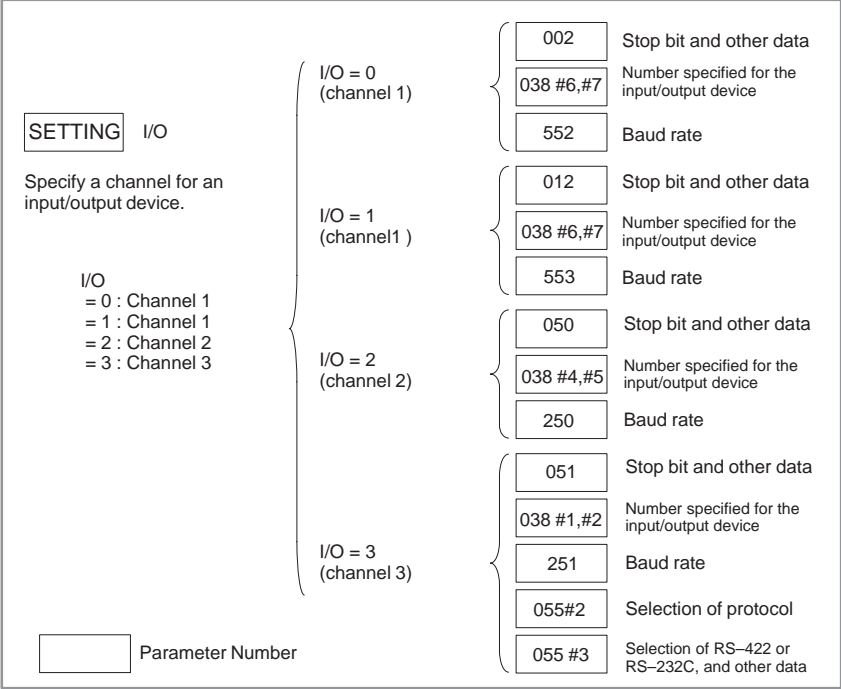 SETTING I/O
Specify a channel for an
input/output device.
I/O
= 0 : Channel 1
= 1 : Channel 1
= 2 : Channel 2
= 3 : Channel 3
I/O = 0
(channel 1)
002 Stop bit and other data
038 #6,#7 Number specified for the
input/output device
552 Baud rate
I/O = 1
(channel1 )
012 Stop bit and other data
038 #6,#7 Number specified for the
input/output device
553 Baud rate
I/O = 2
(channel 2)
050 Stop bit and other data
038 #4,#5 Number specified for the
input/output device
250 Baud rate
I/O = 3
(channel 3)
051 Stop bit and other data
038 #1,#2 Number specified for the
input/output device
251 Baud rate
055#2 Selection of protocol
055 #3 Selection of RS–422 or
RS–232C, and other data
Parameter Number